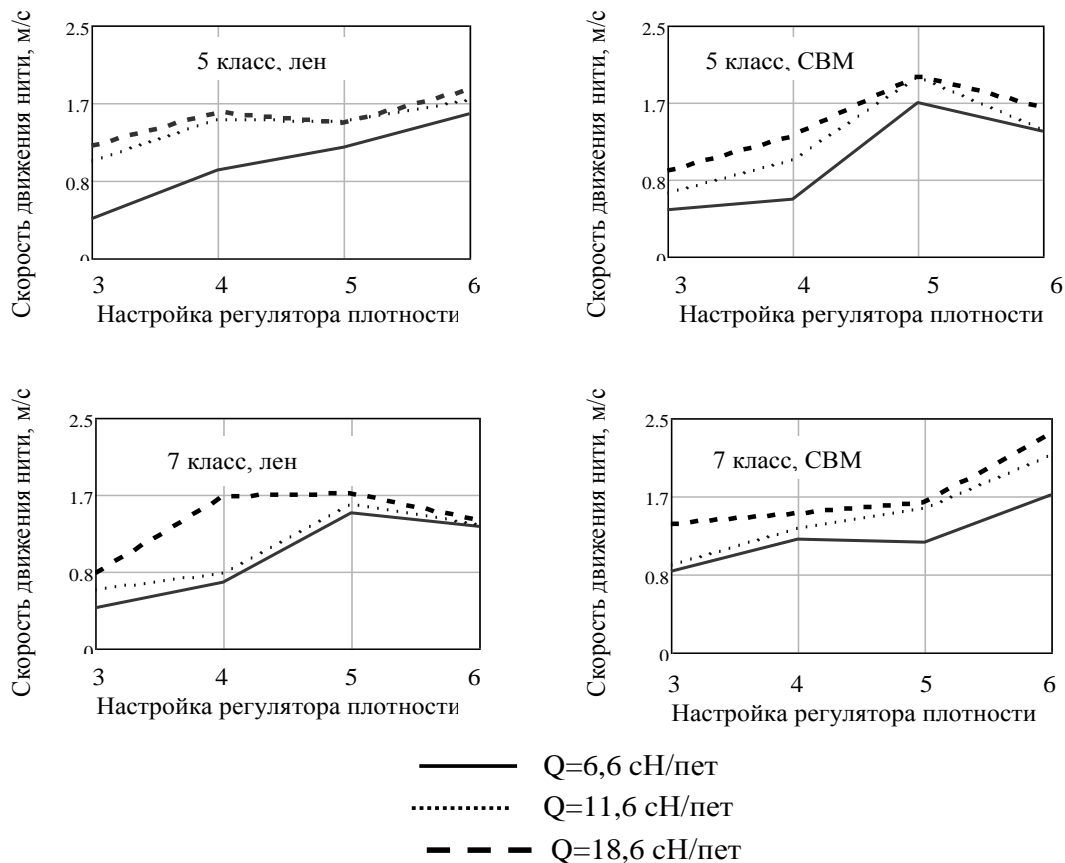 Скорость движения нити, м/с
2.5
1.7
0.8
0
5 класс, лен
3 4 5 6
Настройка регулятора плотности
Скорость движения нити, м/с
2.5
1.7
0.8
0
5 класс, СВМ
3 4 5 6
Настройка регулятора плотности
Скорость движения нити, м/с
2.5
1.7
0.8
0
7 класс, лен
3 4 5 6
Настройка регулятора плотности
Скорость движения нити, м/с
2.5
1.7
0.8
0
7 класс, СВМ
3 4 5 6
Настройка регулятора плотности
Q=6,6 сН/пет
Q=11,6 сН/пет
Q=18,6 сН/пет